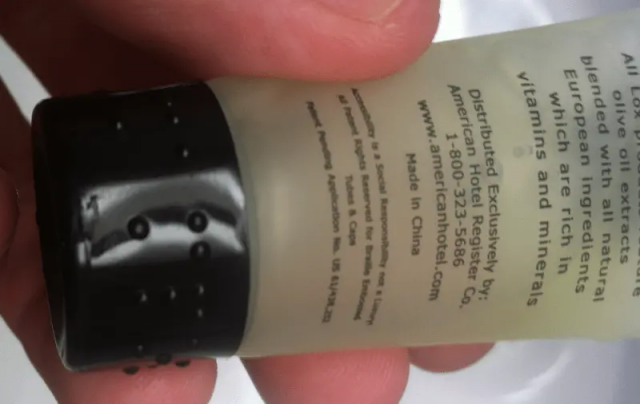 All Lox
olive oil extracts
blended with all natural
European ingredients
which are rich in
vitamins and minerals
Distributed Exclusively by:
American Hotel Register Co.
1-800-323-5686
www.americanhotel.com
Made in China
Accessibility is a Social Responsibility not a Luxury
All Patent Rights Reserved for Braille Embossed
Tubes & Caps
Patent Pending Application No. US